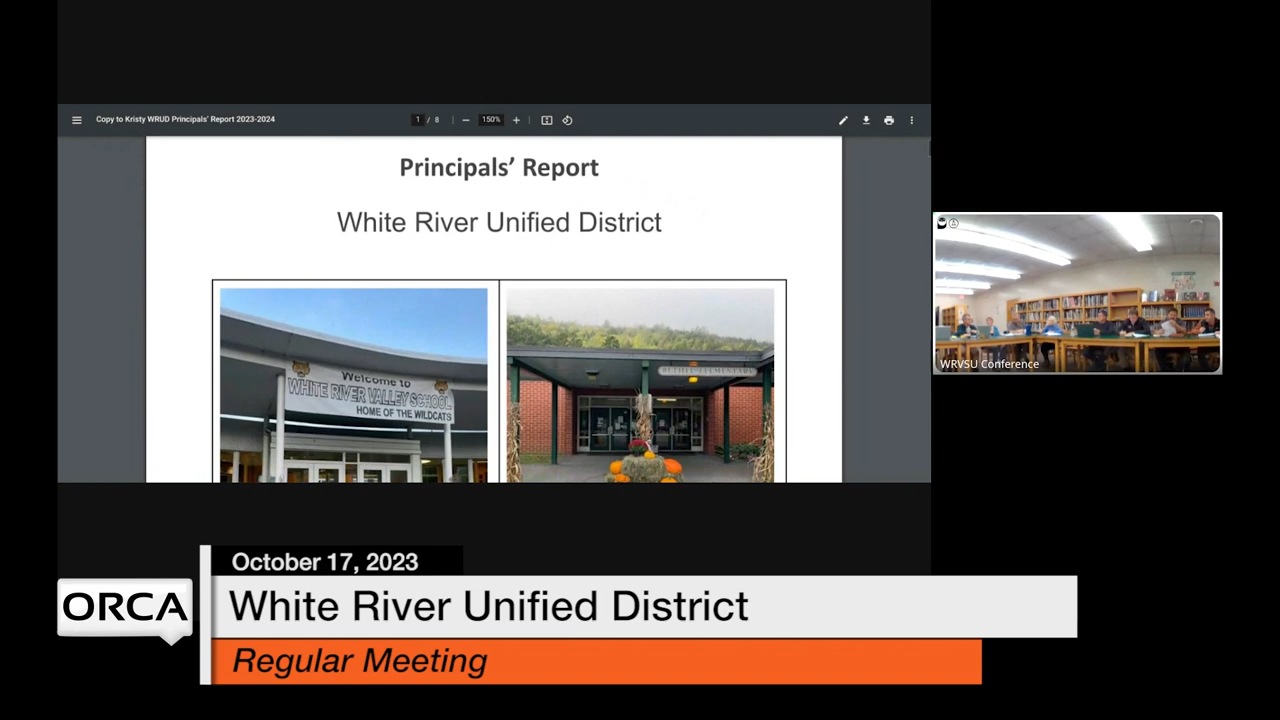 Copy to Kristy WRUD Principals' Report 2023-2024
1 / 8
150%
Principals' Report
White River Unified District
Welcome to
WHITE RIVER VALLEY SCHOOL
HOME OF THE WILDCATS
BETHEL ELEMENTARY
WRVSU Conference
October 17, 2023
ORCA
White River Unified District
Regular Meeting